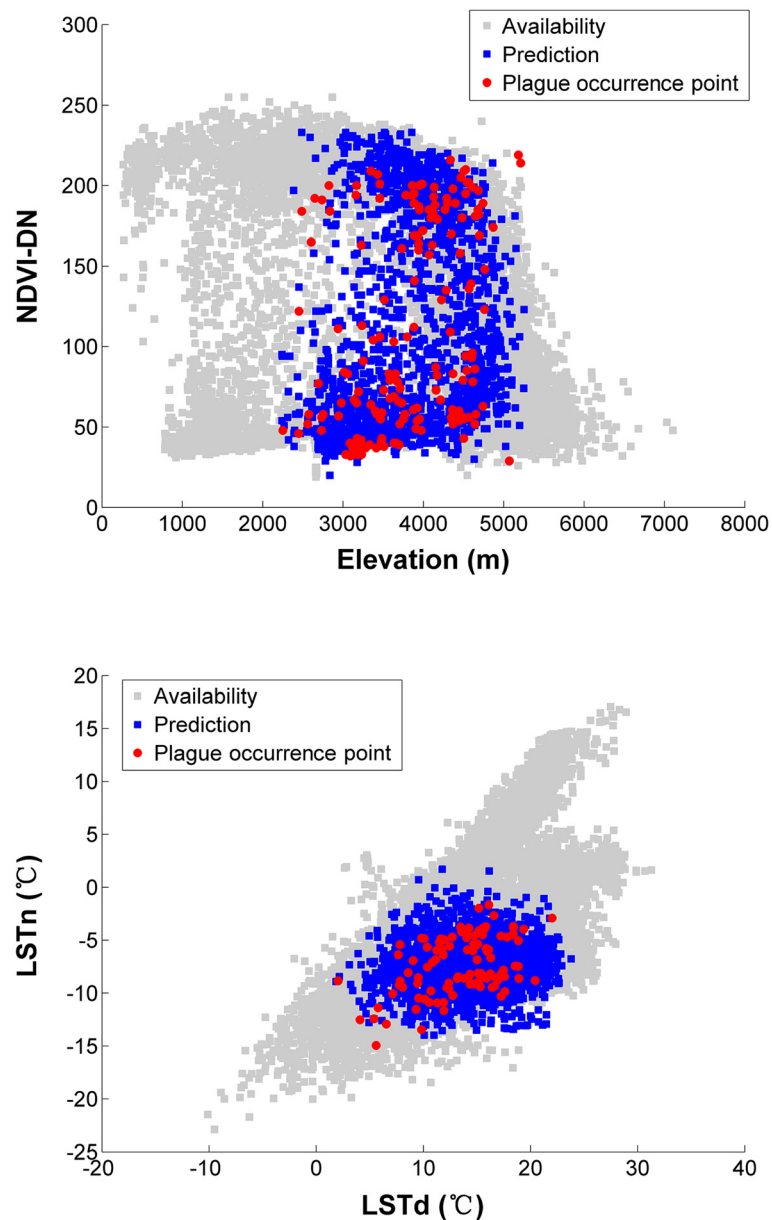 300
250
200
150
100
50
0
NDVI-DN
Availability
Prediction
Plague occurrence point
0 1000 2000 3000 4000 5000 6000 7000 8000
Elevation (m)
20
15
10
5
0
-5
-10
-15
-20
-25
LSTn (℃)
Availability
Prediction
Plague occurrence point
-20 -10 0 10 20 30 40
LSTd (℃)